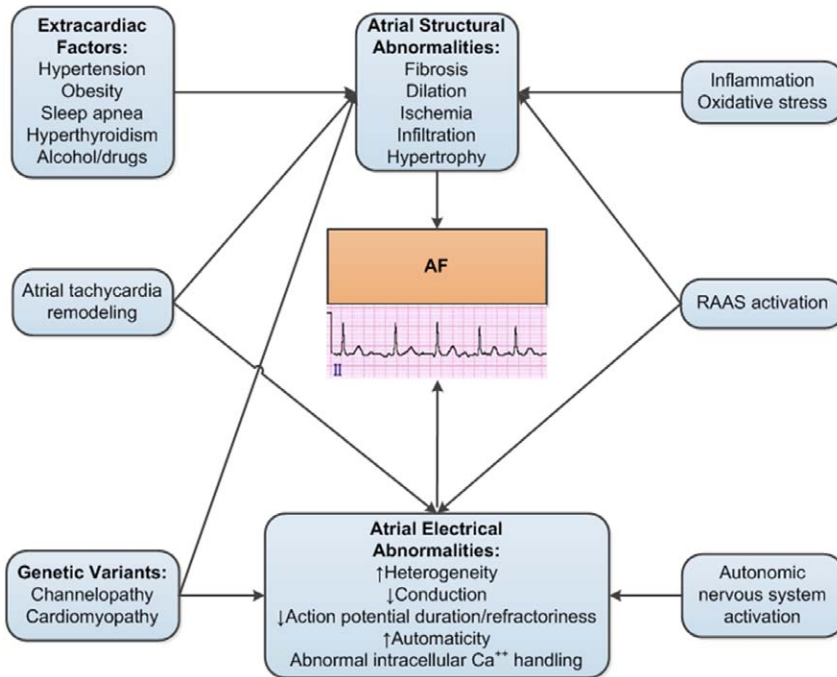 Extracardiac
Factors:
Hypertension
Obesity
Sleep apnea
Hyperthyroidism
Alcohol/drugs
Atrial Structural
Abnormalities:
Fibrosis
Dilation
Ischemia
Infiltration
Hypertrophy
Inflammation
Oxidative stress
AF
II
Atrial tachycardia
remodeling
RAAS activation
Genetic Variants:
Channelopathy
Cardiomyopathy
Atrial Electrical
Abnormalities:
↑Heterogeneity
↓Conduction
↓Action potential duration/refractoriness
↑Automaticity
Abnormal intracellular Ca⁺⁺ handling
Autonomic
nervous system
activation